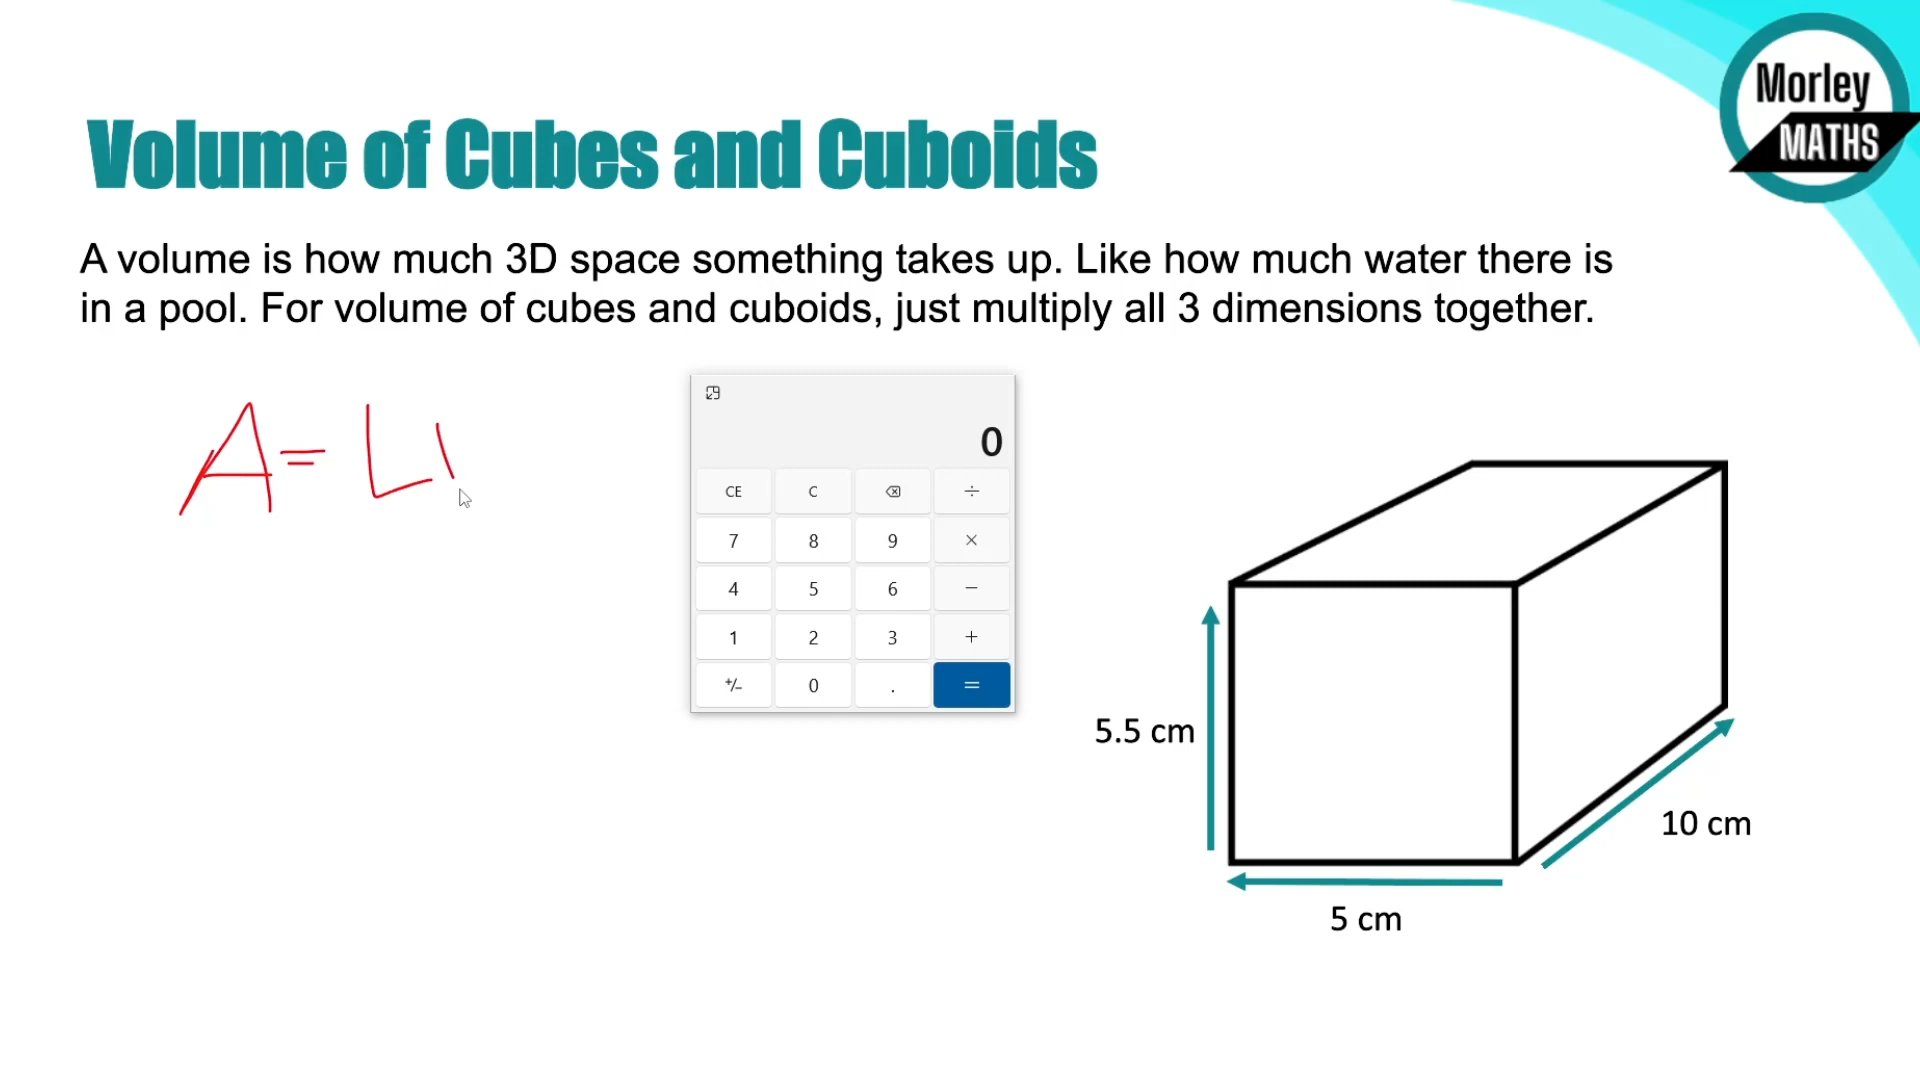 Morley
MATHS
Volume of Cubes and Cuboids
A volume is how much 3D space something takes up. Like how much water there is
in a pool. For volume of cubes and cuboids, just multiply all 3 dimensions together.
A = L
0
CE C ÷
7 8 9 ×
4 5 6 −
1 2 3 +
+/− 0 . =
5.5 cm
10 cm
5 cm